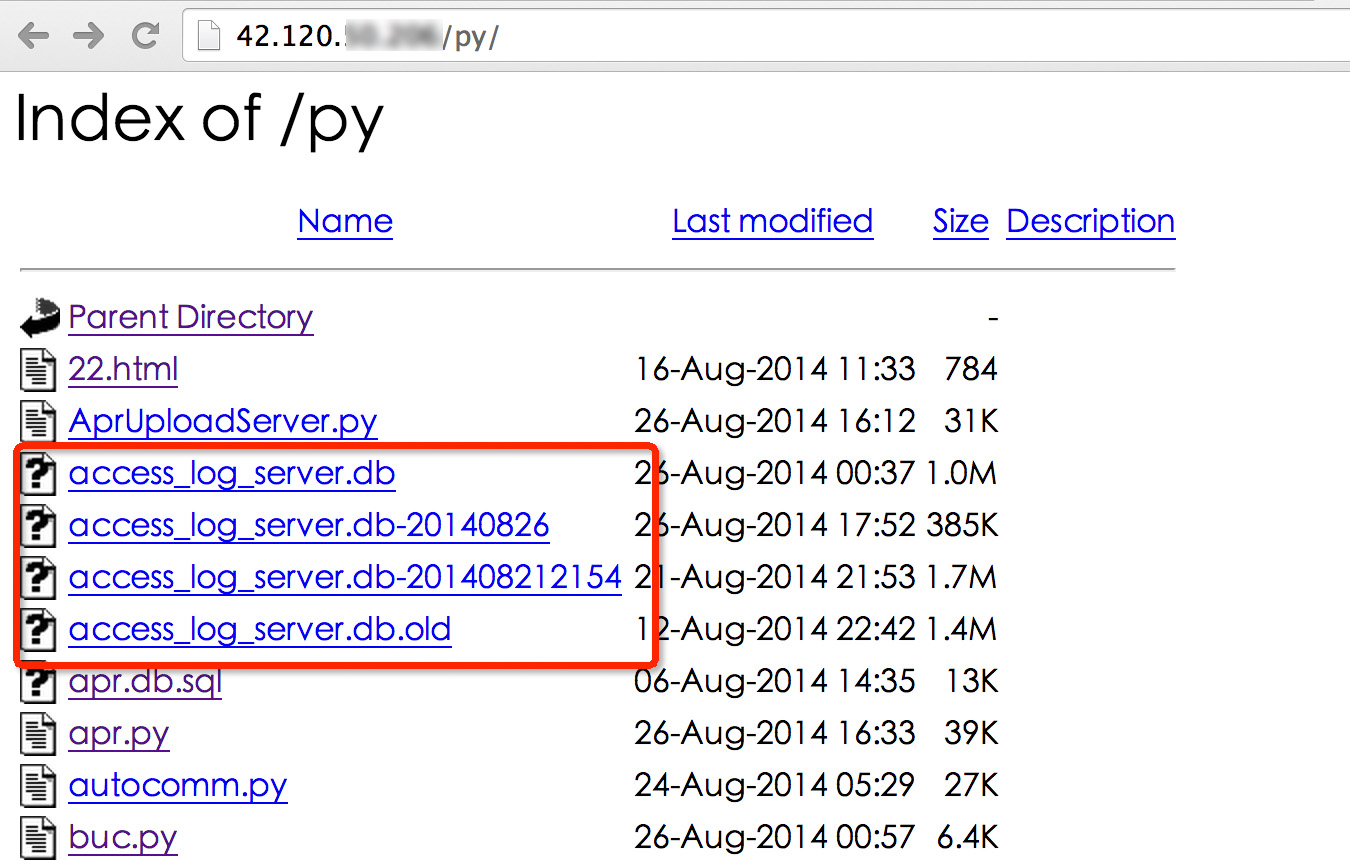 42.120. /py/
Index of /py
Name Last modified Size Description
Parent Directory -
22.html 16-Aug-2014 11:33 784
AprUploadServer.py 26-Aug-2014 16:12 31K
access_log_server.db 26-Aug-2014 00:37 1.0M
access_log_server.db-20140826 26-Aug-2014 17:52 385K
access_log_server.db-201408212154 21-Aug-2014 21:53 1.7M
access_log_server.db.old 12-Aug-2014 22:42 1.4M
apr.db.sql 06-Aug-2014 14:35 13K
apr.py 26-Aug-2014 16:33 39K
autocomm.py 24-Aug-2014 05:29 27K
buc.py 26-Aug-2014 00:57 6.4K